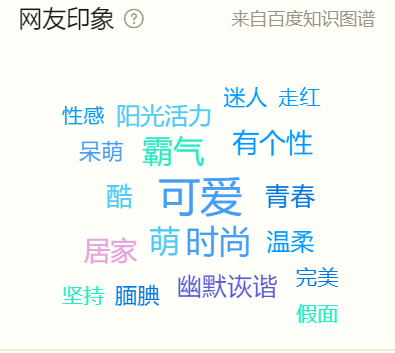 网友印象 ?
来自百度知识图谱
迷人 走红
性感 阳光活力
有个性
呆萌 霸气
酷 可爱 青春
居家 萌 时尚 温柔
幽默诙谐 完美
坚持 腼腆
假面